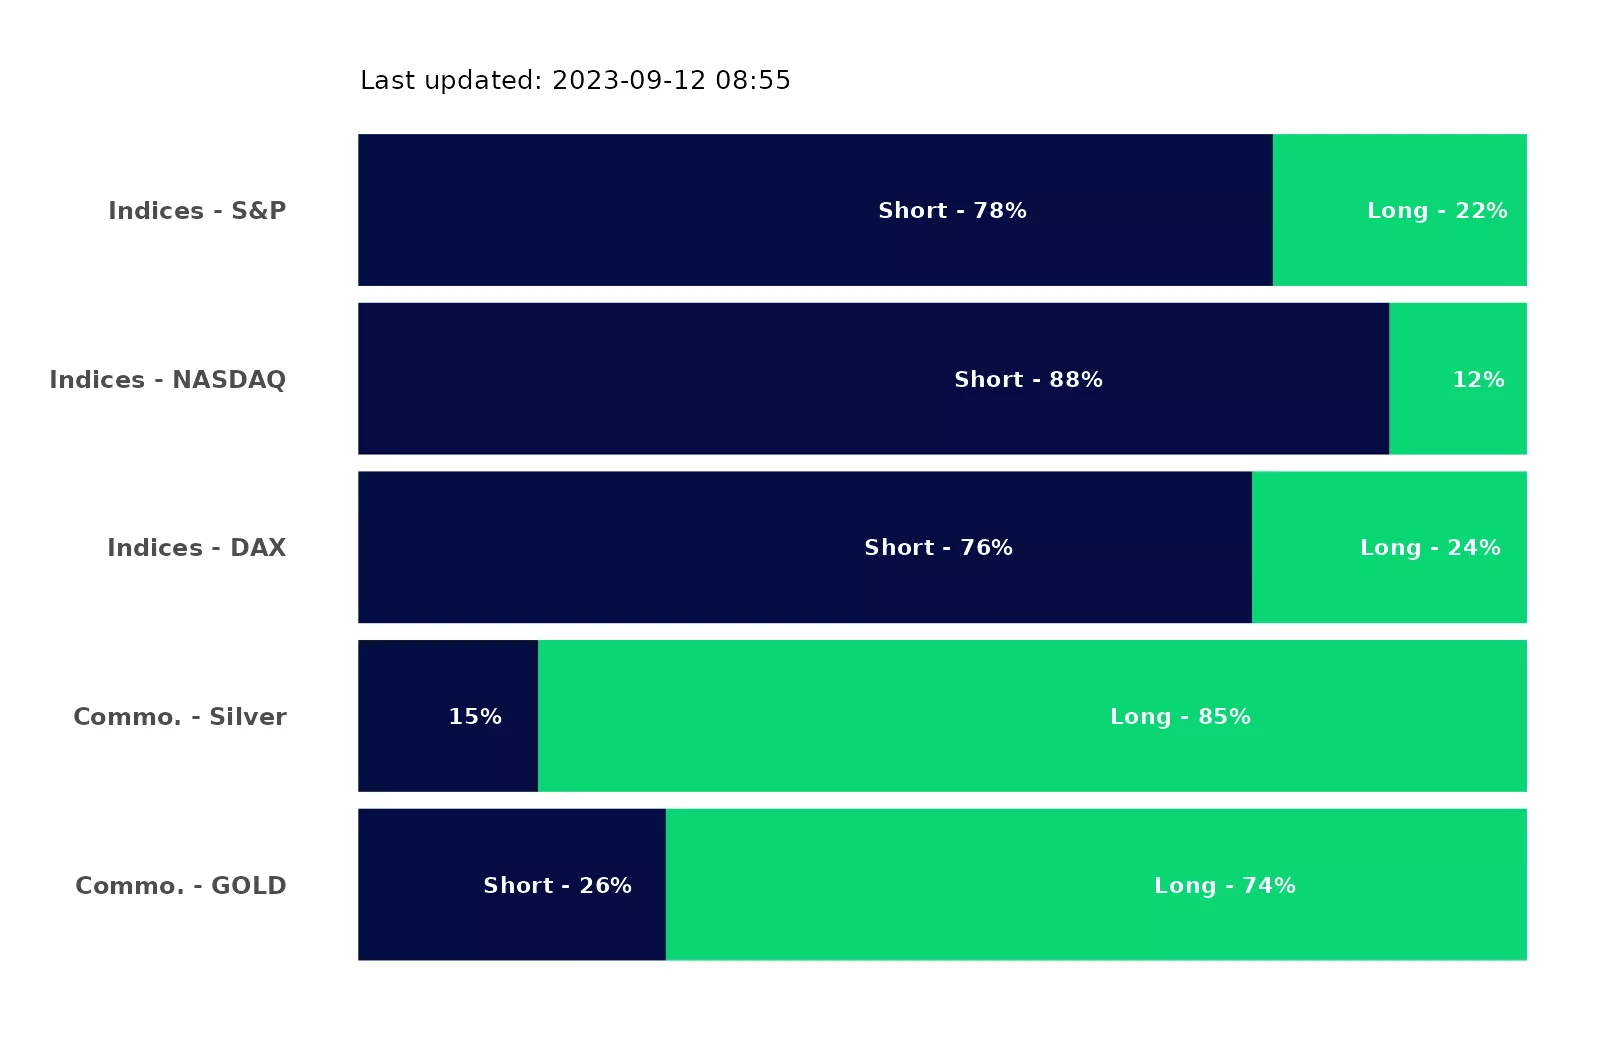 Last updated: 2023-09-12 08:55
Indices - S&P Short - 78% Long - 22%
Indices - NASDAQ Short - 88% 12%
Indices - DAX Short - 76% Long - 24%
Commo. - Silver 15% Long - 85%
Commo. - GOLD Short - 26% Long - 74%